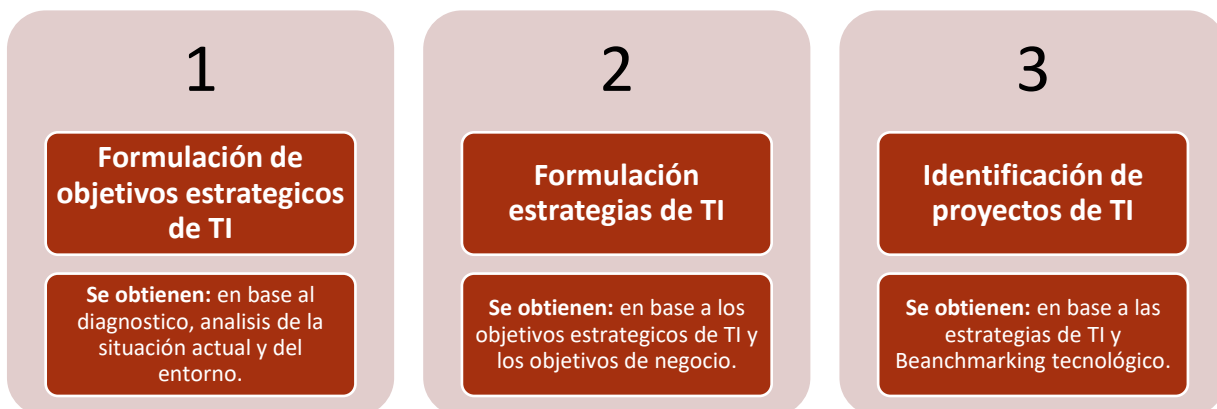 1
Formulación de
objetivos estrategicos
de TI
Se obtienen: en base al
diagnostico, analisis de la
situación actual y del
entorno.
2
Formulación
estrategias de TI
Se obtienen: en base a los
objetivos estrategicos de TI y
los objetivos de negocio.
3
Identificación de
proyectos de TI
Se obtienen: en base a las
estrategias de TI y
Beanchmarking tecnológico.